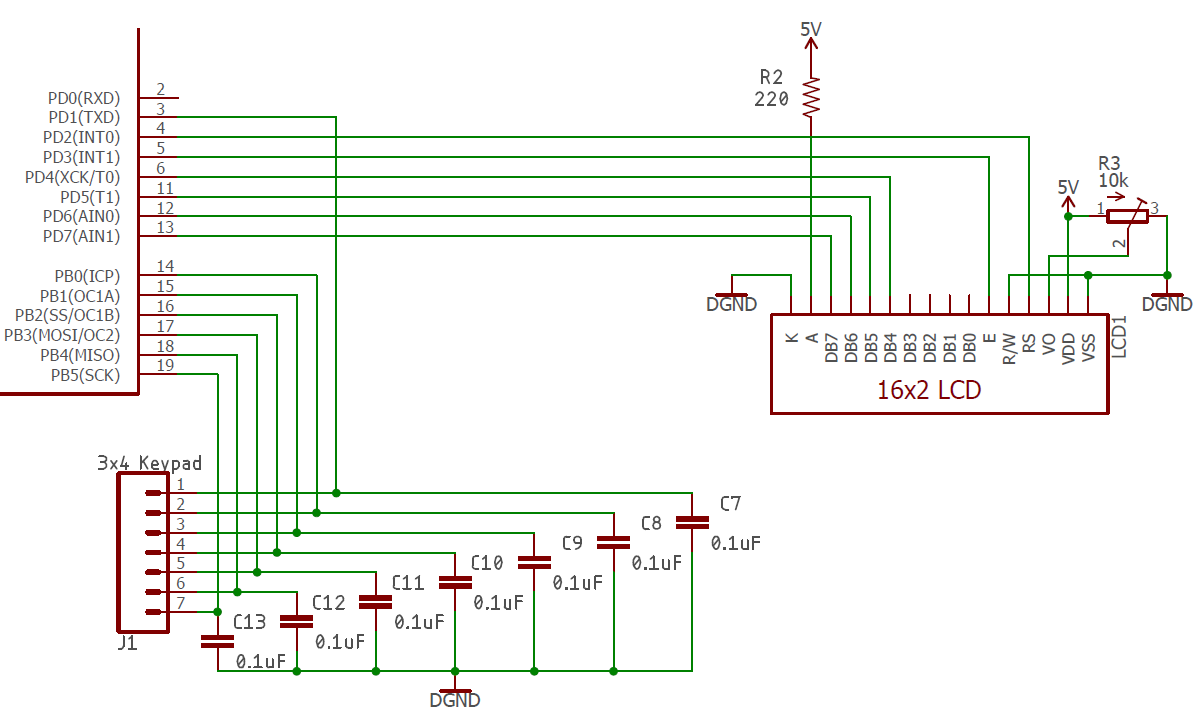 PD0(RXD) 2
PD1(TXD) 3
PD2(INT0) 4
PD3(INT1) 5
PD4(XCK/T0) 6
PD5(T1) 11
PD6(AIN0) 12
PD7(AIN1) 13
PB0(ICP) 14
PB1(OC1A) 15
PB2(SS/OC1B) 16
PB3(MOSI/OC2) 17
PB4(MISO) 18
PB5(SCK) 19
5V
R2
220
R3
10k
5V
1
3
2
DGND
DGND
K
A
DB7
DB6
DB5
DB4
DB3
DB2
DB1
DB0
E
R/W
RS
VO
VDD
VSS
LCD1
16x2 LCD
3x4 Keypad
1
2
3
4
5
6
7
J1
C7
0.1uF
C8
0.1uF
C9
0.1uF
C10
0.1uF
C11
0.1uF
C12
0.1uF
C13
0.1uF
DGND